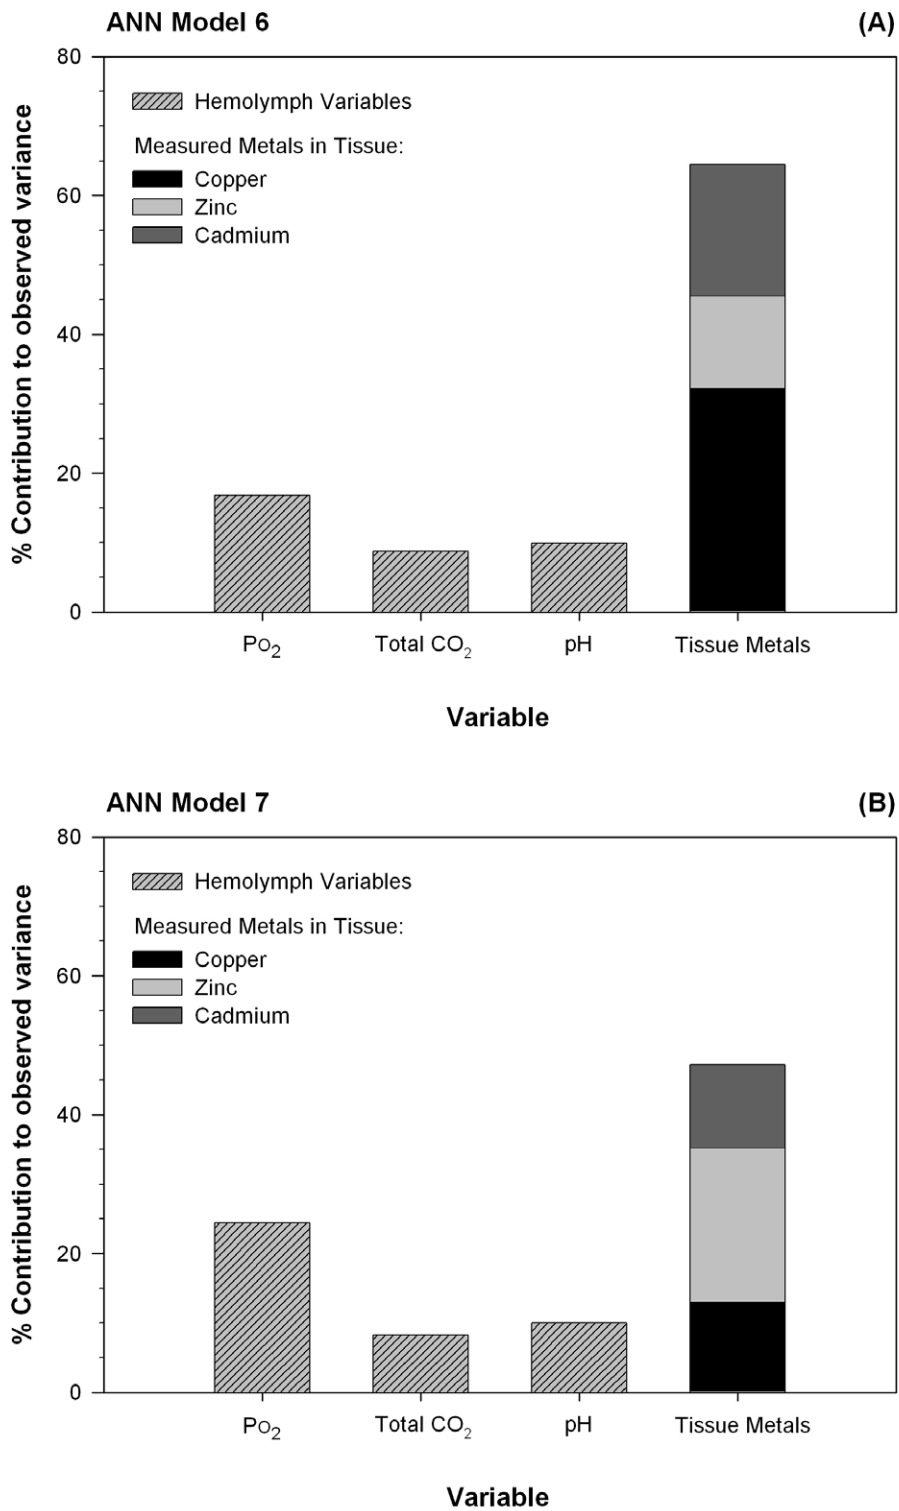 ANN Model 6 (A)
80
60
40
20
0
% Contribution to observed variance
Hemolymph Variables
Measured Metals in Tissue:
Copper
Zinc
Cadmium
PO₂ Total CO₂ pH Tissue Metals
Variable
ANN Model 7 (B)
80
60
40
20
0
% Contribution to observed variance
Hemolymph Variables
Measured Metals in Tissue:
Copper
Zinc
Cadmium
PO₂ Total CO₂ pH Tissue Metals
Variable